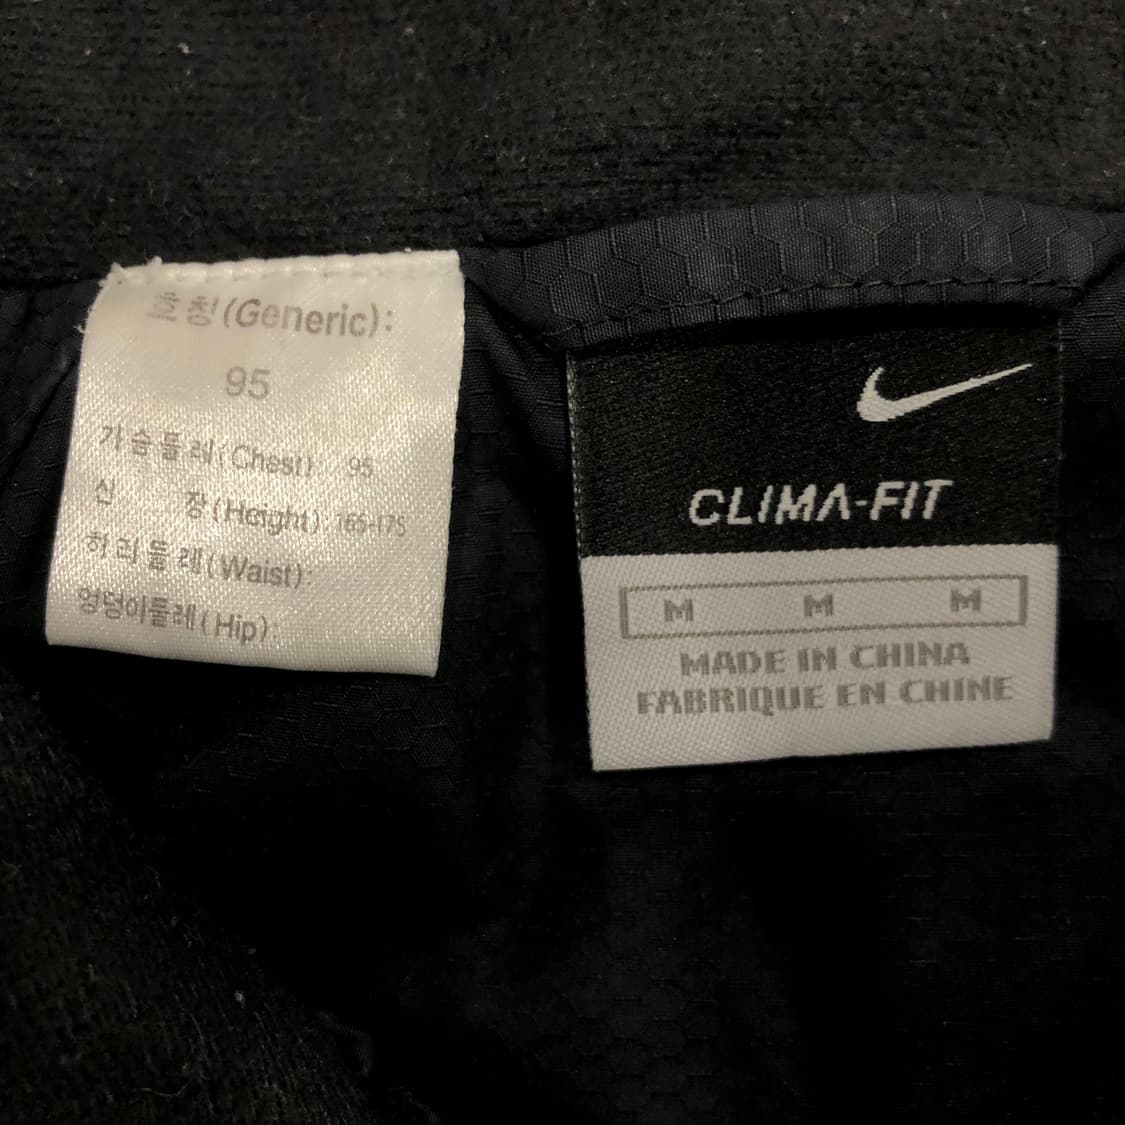 호칭(Generic):
95
가슴둘레(Chest) 95
신 장(Height) 165-175
허리둘레(Waist):
엉덩이둘레(Hip):
CLIMA-FIT
M M M
MADE IN CHINA
FABRIQUE EN CHINE